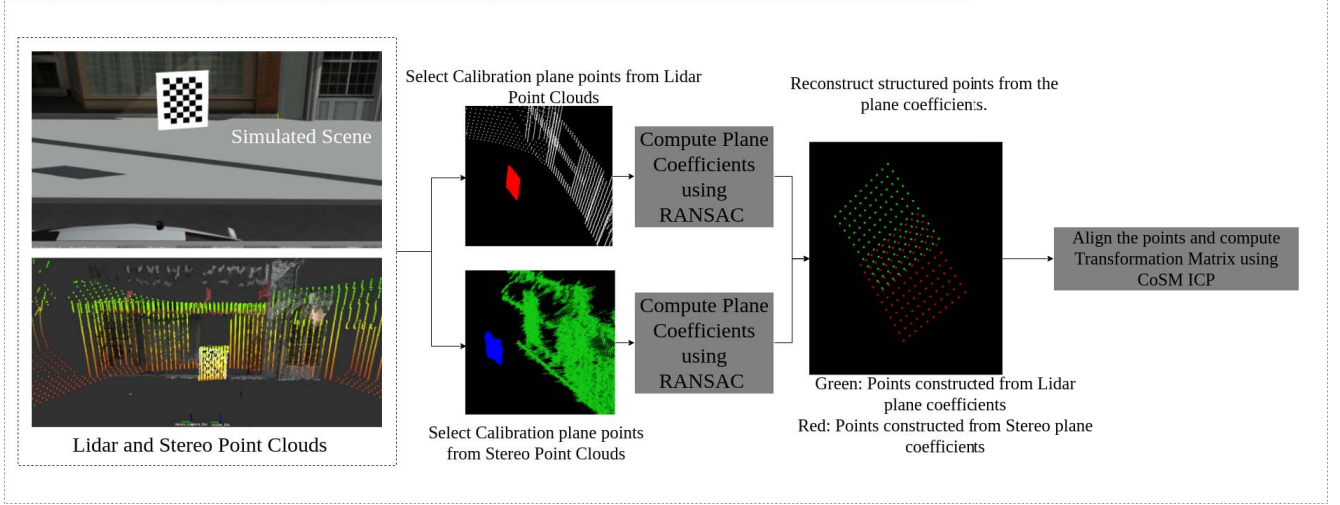 Simulated Scene
Lidar and Stereo Point Clouds
Select Calibration plane points from Lidar
Point Clouds
Select Calibration plane points
from Stereo Point Clouds
Compute Plane
Coefficients
using
RANSAC
Compute Plane
Coefficients
using
RANSAC
Reconstruct structured points from the
plane coefficients.
Green: Points constructed from Lidar
plane coefficients
Red: Points constructed from Stereo plane
coefficients
Align the points and compute
Transformation Matrix using
CoSM ICP